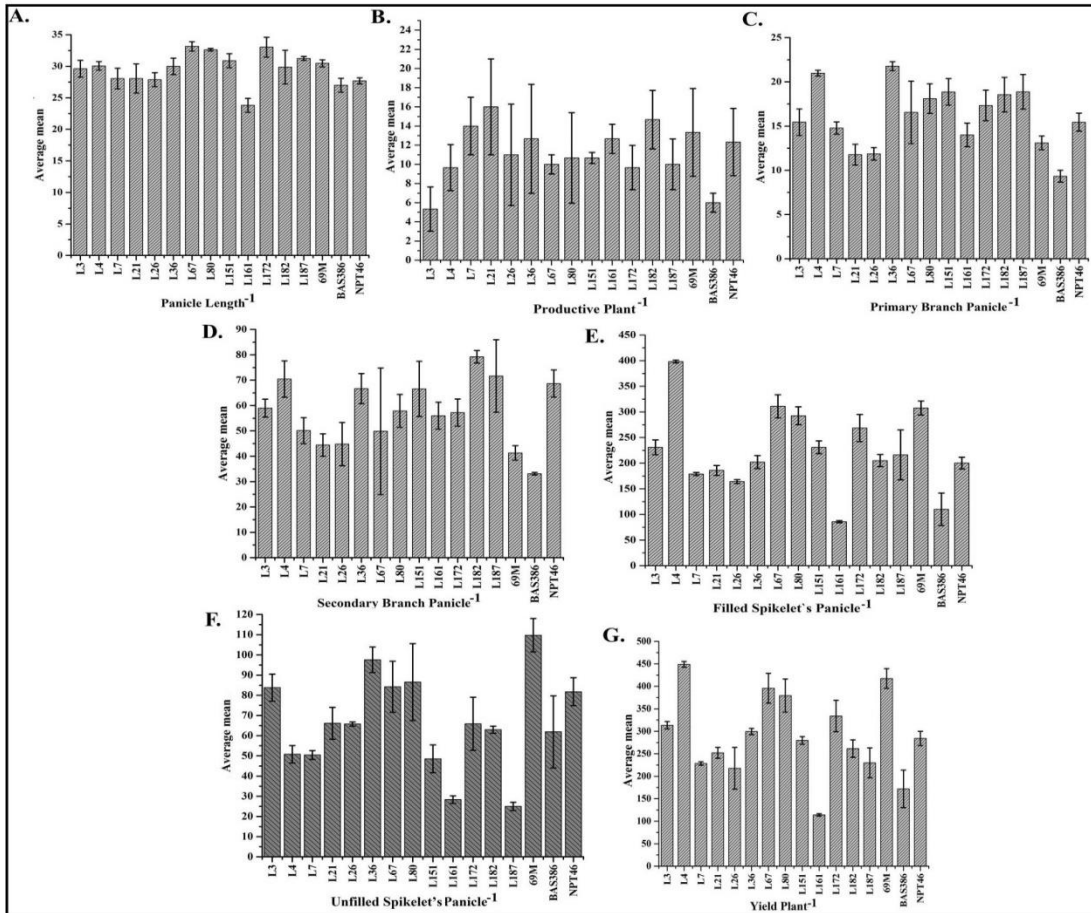 A.
35
30
25
20
15
10
5
0
Average mean
L3 L4 L7 L21 L26 L36 L67 L80 L151 L161 L172 L182 L187 69M BAS386 NPT46
Panicle Length-1
B.
24
22
20
18
16
14
12
10
8
6
4
2
0
Average mean
L3 L4 L7 L21 L26 L36 L67 L80 L151 L161 L172 L182 L187 69M BAS386 NPT46
Productive Plant-1
C.
25
20
15
10
5
0
Average mean
L3 L4 L7 L21 L26 L36 L67 L80 L151 L161 L172 L182 L187 69M BAS386 NPT46
Primary Branch Panicle-1
D.
90
80
70
60
50
40
30
20
10
0
Average mean
L3 L4 L7 L21 L26 L36 L67 L80 L151 L161 L172 L182 L187 69M BAS386 NPT46
Secondary Branch Panicle-1
E.
450
400
350
300
250
200
150
100
50
0
Average mean
L3 L4 L7 L21 L26 L36 L67 L80 L151 L161 L172 L182 L187 69M BAS386 NPT46
Filled Spikelet`s Panicle-1
F.
120
110
100
90
80
70
60
50
40
30
20
10
0
Average mean
L3 L4 L7 L21 L26 L36 L67 L80 L151 L161 L172 L182 L187 69M BAS386 NPT46
Unfilled Spikelet's Panicle-1
G.
500
450
400
350
300
250
200
150
100
50
0
Average mean
L3 L4 L7 L21 L26 L36 L67 L80 L151 L161 L172 L182 L187 69M BAS386 NPT46
Yield Plant-1